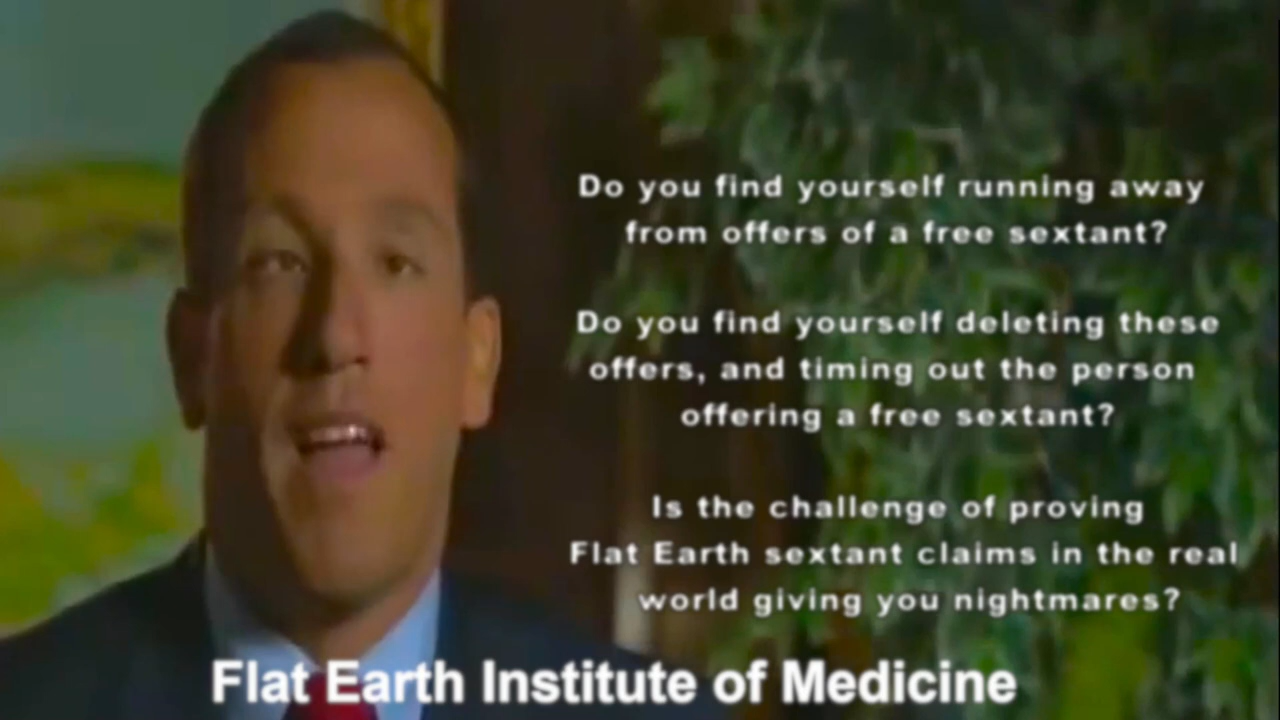 Do you find yourself running away
from offers of a free sextant?
Do you find yourself deleting these
offers, and timing out the person
offering a free sextant?
Is the challenge of proving
Flat Earth sextant claims in the real
world giving you nightmares?
Flat Earth Institute of Medicine